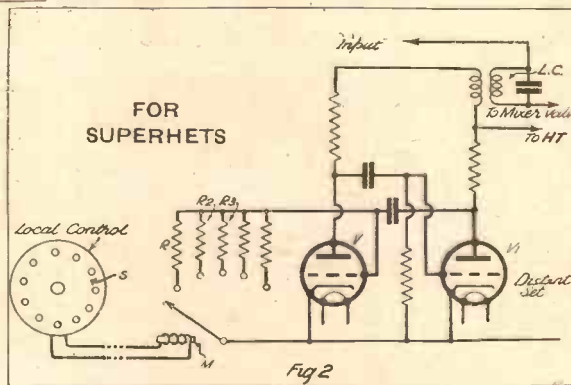 Input
L.C.
To Mixer Valve
To HT
FOR
SUPERHETS
R2 R3
R
Local Control
S
V
V1
Distant
Set
M
Fig 2